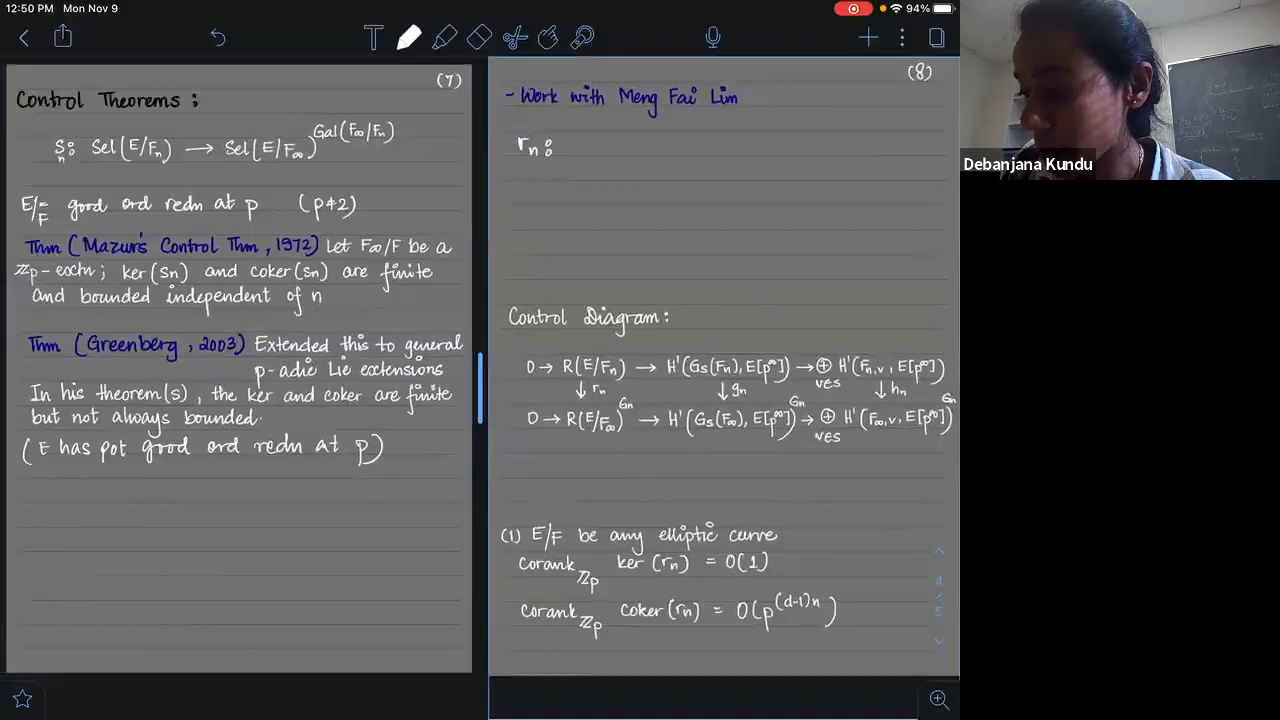 12:50 PM Mon Nov 9
94%
(7)
Control Theorems :
Sn: Sel(E/Fn) → Sel(E/F∞)^Gal(F∞/Fn)
E/F good ord redn at p (p≠2)
Thm (Mazur's Control Thm, 1972) Let F∞/F be a
ℤp-extn; ker(Sn) and coker(Sn) are finite
and bounded independent of n
Thm (Greenberg, 2003) Extended this to general
p-adic Lie extensions
In his theorem(s), the ker and coker are finite
but not always bounded.
(E has pot good ord redn at p)
(8)
- Work with Meng Fai Lim
rn:
Control Diagram:
0 → R(E/Fn) → H'(Gs(Fn), E[p^∞]) → ⊕ H'(Fn,v, E[p^∞])
↓ rn ↓ gn v∈S ↓ hn
0 → R(E/F∞)^Gn → H'(Gs(F∞), E[p^∞])^Gn → ⊕ H'(F∞,v, E[p^∞])^Gn
v∈S
(1) E/F be any elliptic curve
corank_ℤp ker(rn) = O(1)
corank_ℤp coker(rn) = O(p^(d-1)n)
Debanjana Kundu